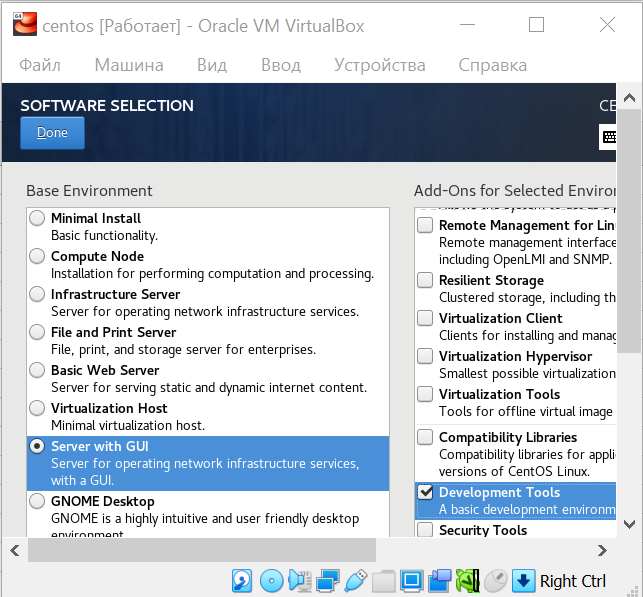 centos [Работает] - Oracle VM VirtualBox
Файл Машина Вид Ввод Устройства Справка
SOFTWARE SELECTION
CE
Done
Base Environment
Minimal Install
Basic functionality.
Compute Node
Installation for performing computation and processing.
Infrastructure Server
Server for operating network infrastructure services.
File and Print Server
File, print, and storage server for enterprises.
Basic Web Server
Server for serving static and dynamic internet content.
Virtualization Host
Minimal virtualization host.
Server with GUI
Server for operating network infrastructure services,
with a GUI.
GNOME Desktop
GNOME is a highly intuitive and user friendly desktop
environment.
Add-Ons for Selected Enviror
Remote Management for Lin
Remote management interface
including OpenLMI and SNMP.
Resilient Storage
Clustered storage, including th
Virtualization Client
Clients for installing and manag
Virtualization Hypervisor
Smallest possible virtualization
Virtualization Tools
Tools for offline virtual image
Compatibility Libraries
Compatibility libraries for appli
versions of CentOS Linux.
Development Tools
A basic development environm
Security Tools
Right Ctrl